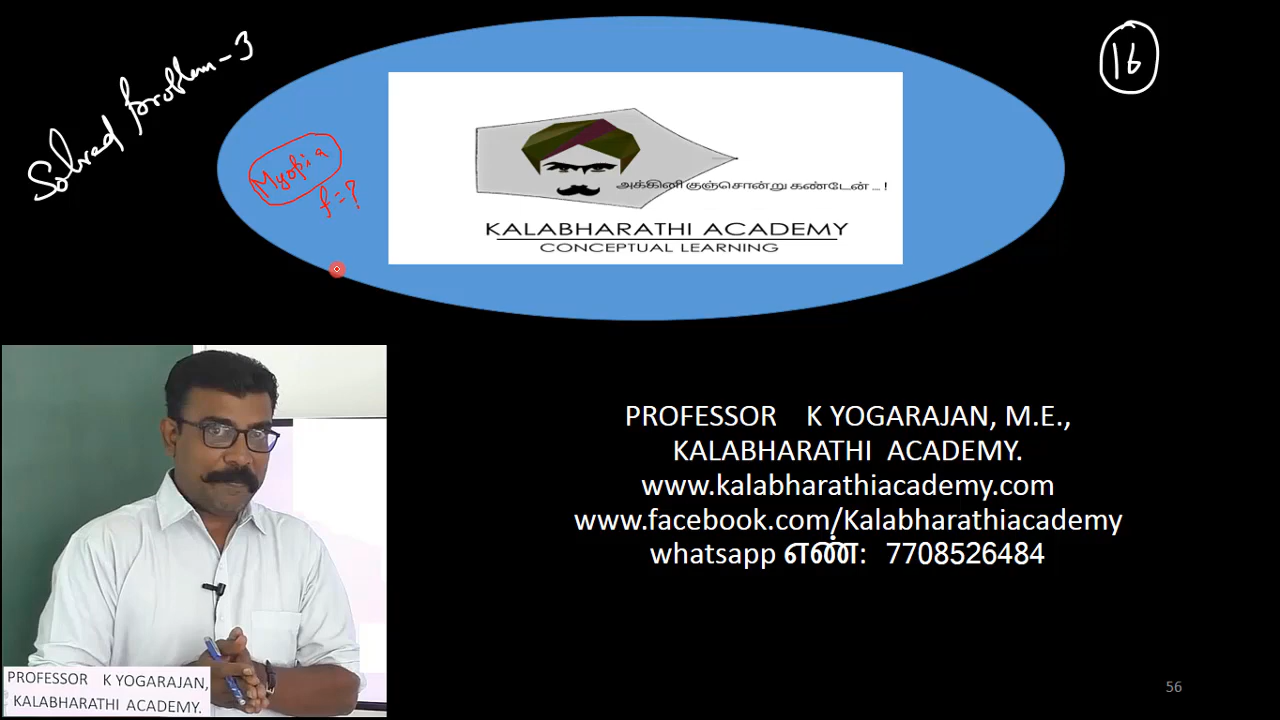 Solved Problem-3
16
Myopia
f=?
அக்கினி குஞ்சொன்று கண்டேன் ...!
KALABHARATHI ACADEMY
CONCEPTUAL LEARNING
PROFESSOR K YOGARAJAN, M.E.,
KALABHARATHI ACADEMY.
www.kalabharathiacademy.com
www.facebook.com/Kalabharathiacademy
whatsapp எண்: 7708526484
PROFESSOR K YOGARAJAN,
KALABHARATHI ACADEMY.
56